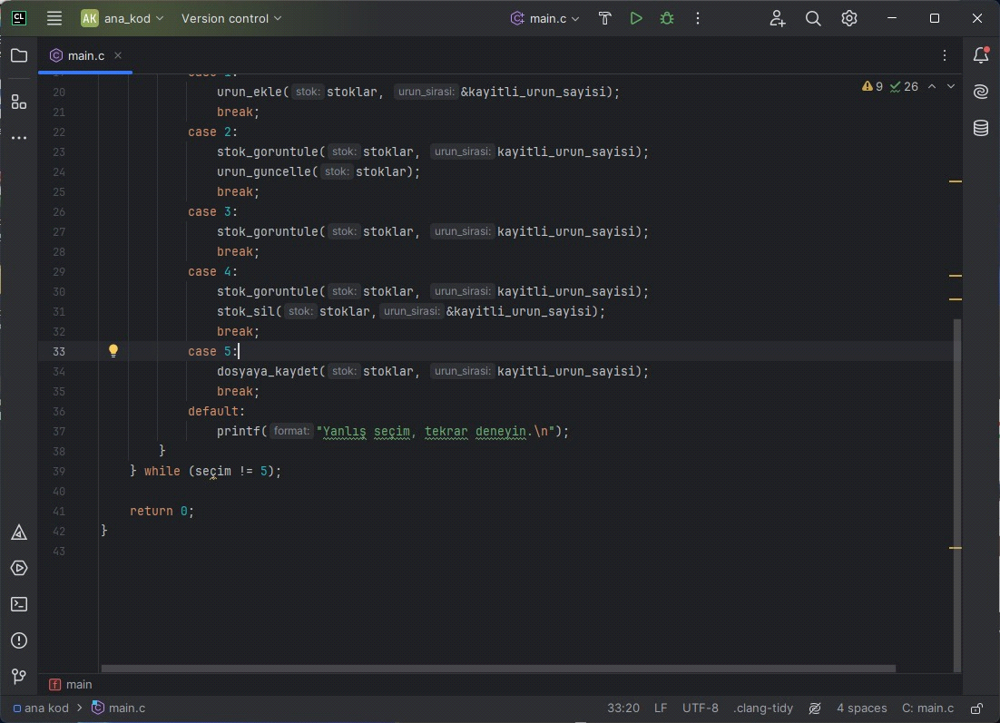 CL AK ana_kod Version control main.c
main.c
20 urun_ekle( stok: stoklar, urun_sirasi: &kayitli_urun_sayisi); 9 26
21 break;
22 case 2:
23 stok_goruntule( stok: stoklar, urun_sirasi: kayitli_urun_sayisi);
24 urun_guncelle( stok: stoklar);
25 break;
26 case 3:
27 stok_goruntule( stok: stoklar, urun_sirasi: kayitli_urun_sayisi);
28 break;
29 case 4:
30 stok_goruntule( stok: stoklar, urun_sirasi: kayitli_urun_sayisi);
31 stok_sil( stok: stoklar, urun_sirasi: &kayitli_urun_sayisi);
32 break;
33 case 5:
34 dosyaya_kaydet( stok: stoklar, urun_sirasi: kayitli_urun_sayisi);
35 break;
36 default:
37 printf( format: "Yanlış seçim, tekrar deneyin.\n");
38 }
39 } while (seçim != 5);
40
41 return 0;
42 }
43
f main
ana kod > main.c 33:20 LF UTF-8 .clang-tidy 4 spaces C: main.c